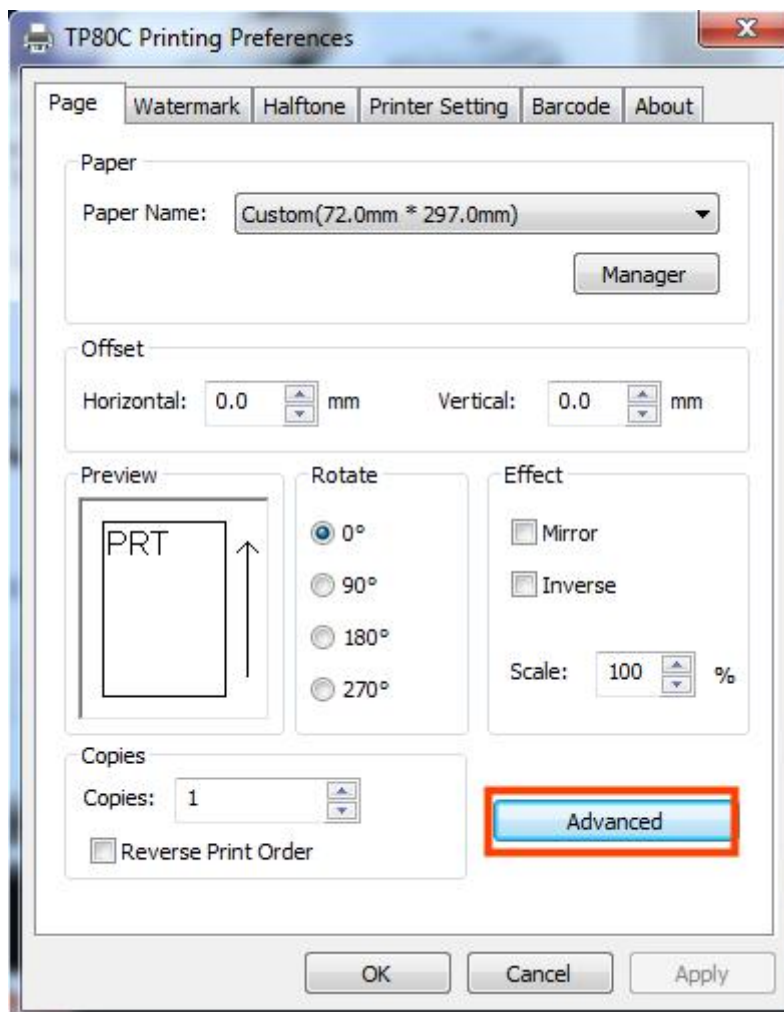 TP80C Printing Preferences
Page Watermark Halftone Printer Setting Barcode About
Paper
Paper Name: Custom(72.0mm * 297.0mm)
Manager
Offset
Horizontal: 0.0 mm Vertical: 0.0 mm
Preview
PRT
Rotate
0°
90°
180°
270°
Effect
Mirror
Inverse
Scale: 100 %
Copies
Copies: 1
Reverse Print Order
Advanced
OK Cancel Apply